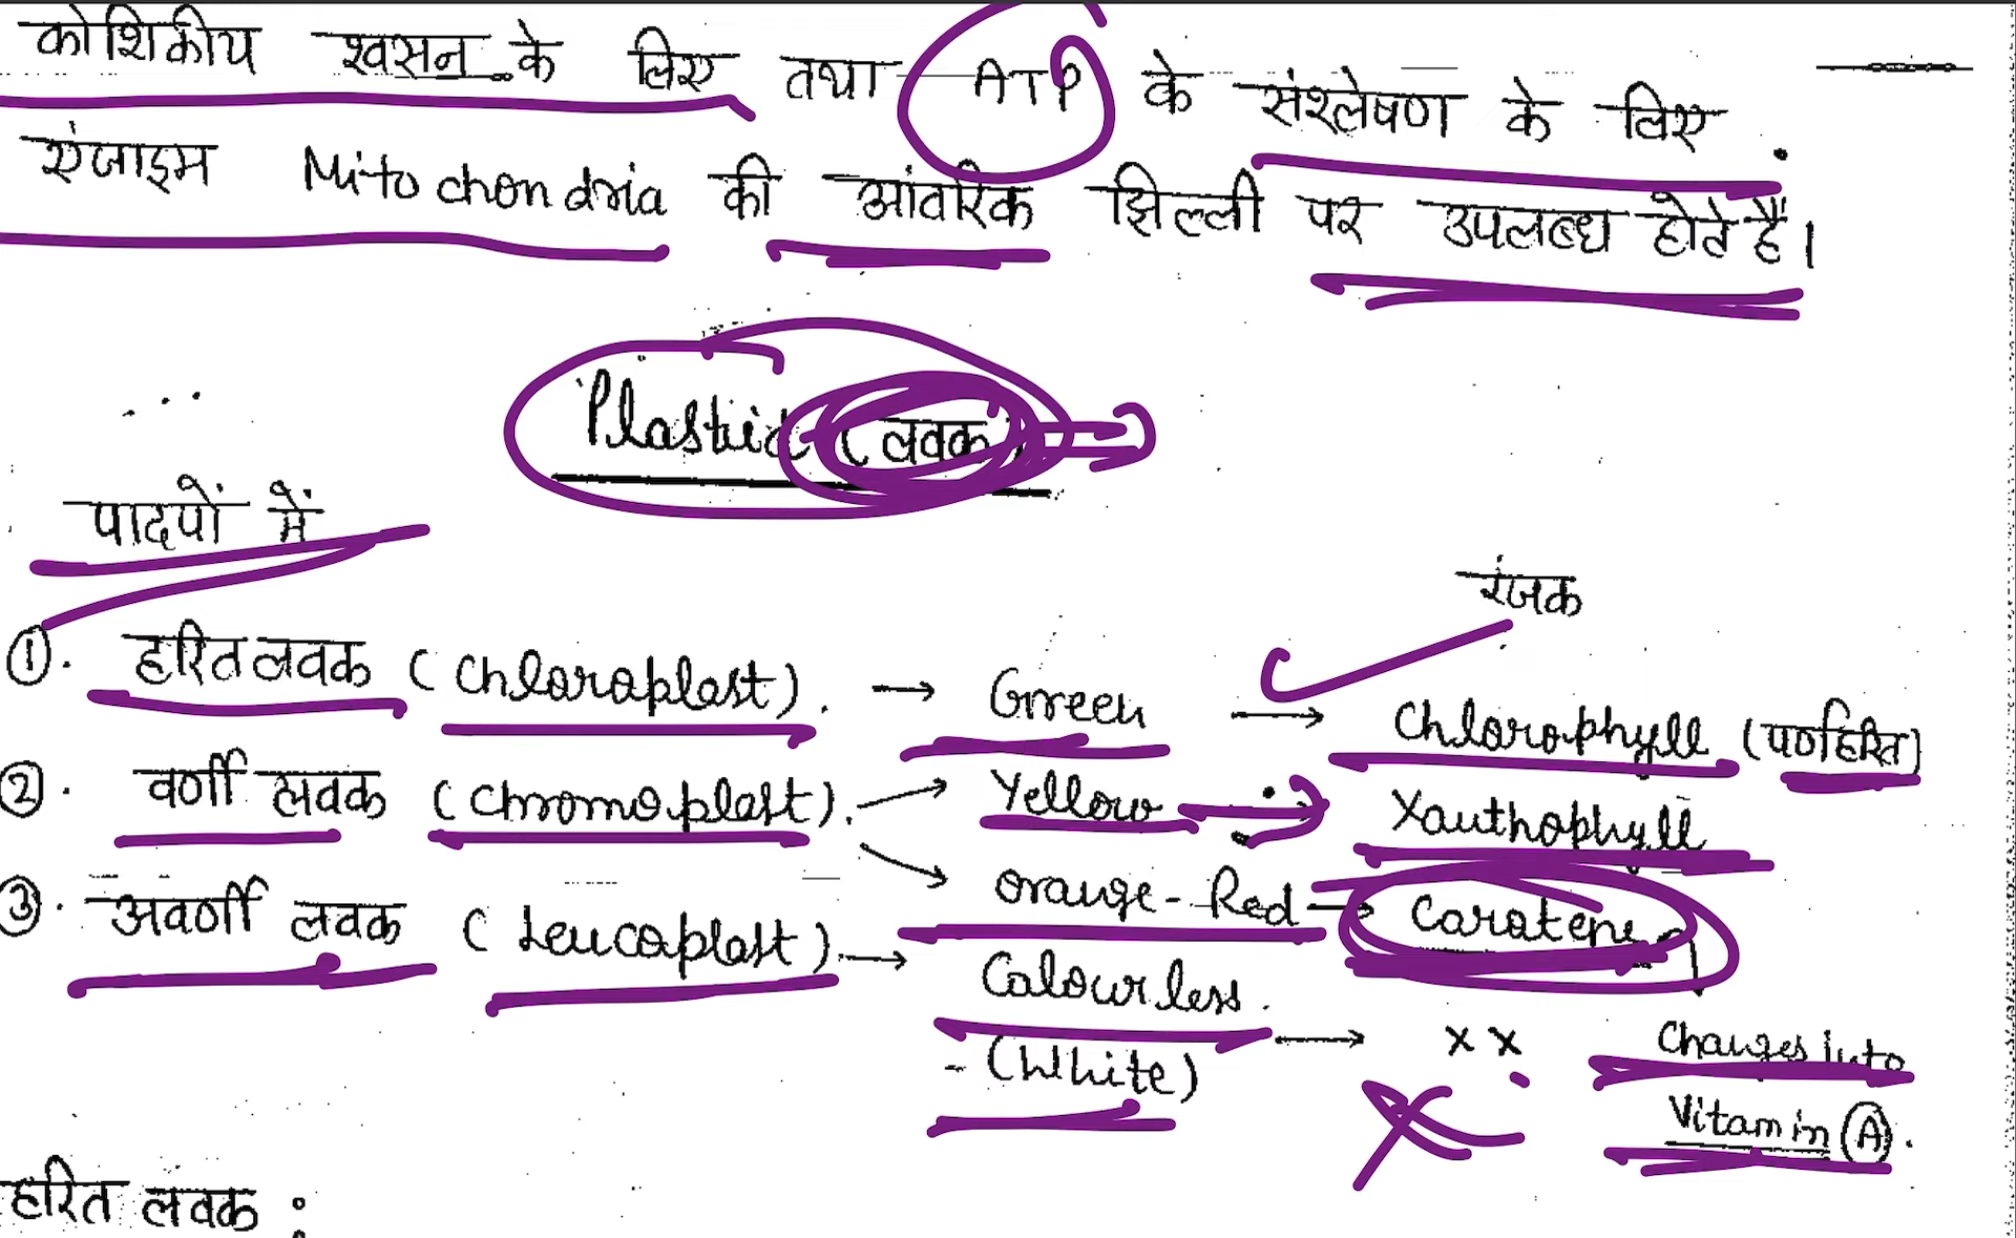 कोशिकीय श्वसन के लिए तथा ATP के संश्लेषण के लिए
एंजाइम Mitochondria की आंतरिक झिल्ली पर उपलब्ध होते हैं।
Plastid (लवक)
पादपों में
रंजक
①. हरित लवक (Chloroplast). → Green → Chlorophyll (पर्णहरित)
②. वर्णी लवक (Chromoplast). → Yellow → Xanthophyll
→ Orange-Red → Caratene
③. अवर्णी लवक (Leucoplast). → Colourless.
- (White) → x x Changes into
Vitamin (A).
हरित लवक :